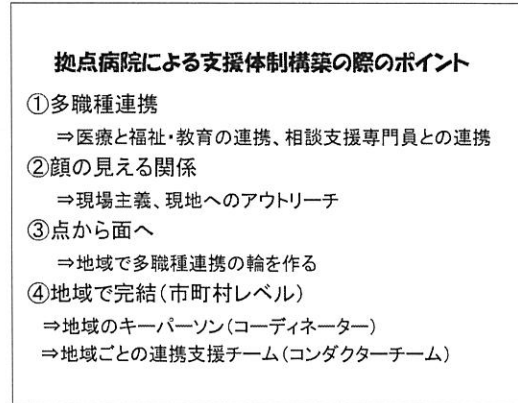 拠点病院による支援体制構築の際のポイント
①多職種連携
⇒医療と福祉・教育の連携、相談支援専門員との連携
②顔の見える関係
⇒現場主義、現地へのアウトリーチ
③点から面へ
⇒地域で多職種連携の輪を作る
④地域で完結(市町村レベル)
⇒地域のキーパーソン(コーディネーター)
⇒地域ごとの連携支援チーム(コンダクターチーム)